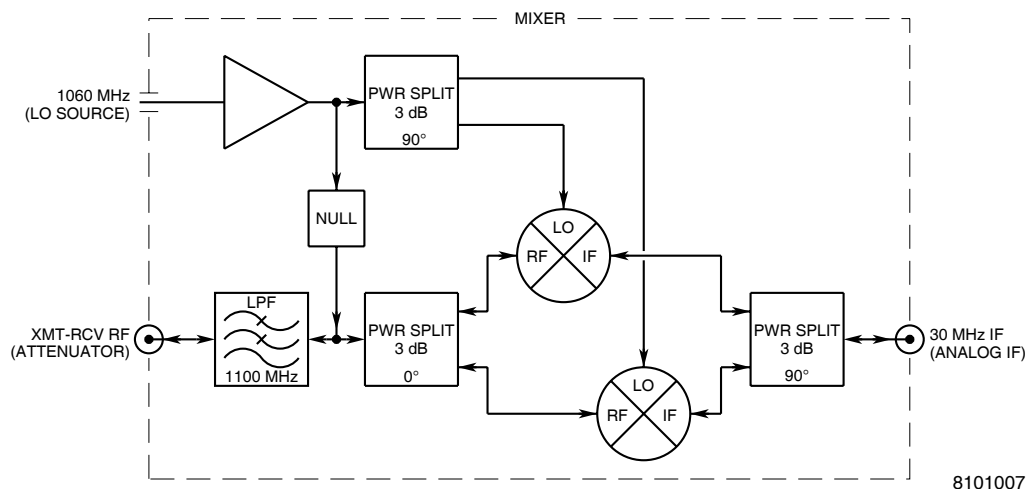 MIXER
1060 MHz
(LO SOURCE)
PWR SPLIT
3 dB
90°
NULL
LO
RF
IF
LPF
1100 MHz
XMT-RCV RF
(ATTENUATOR)
PWR SPLIT
3 dB
0°
LO
RF
IF
PWR SPLIT
3 dB
90°
30 MHz IF
(ANALOG IF)
8101007